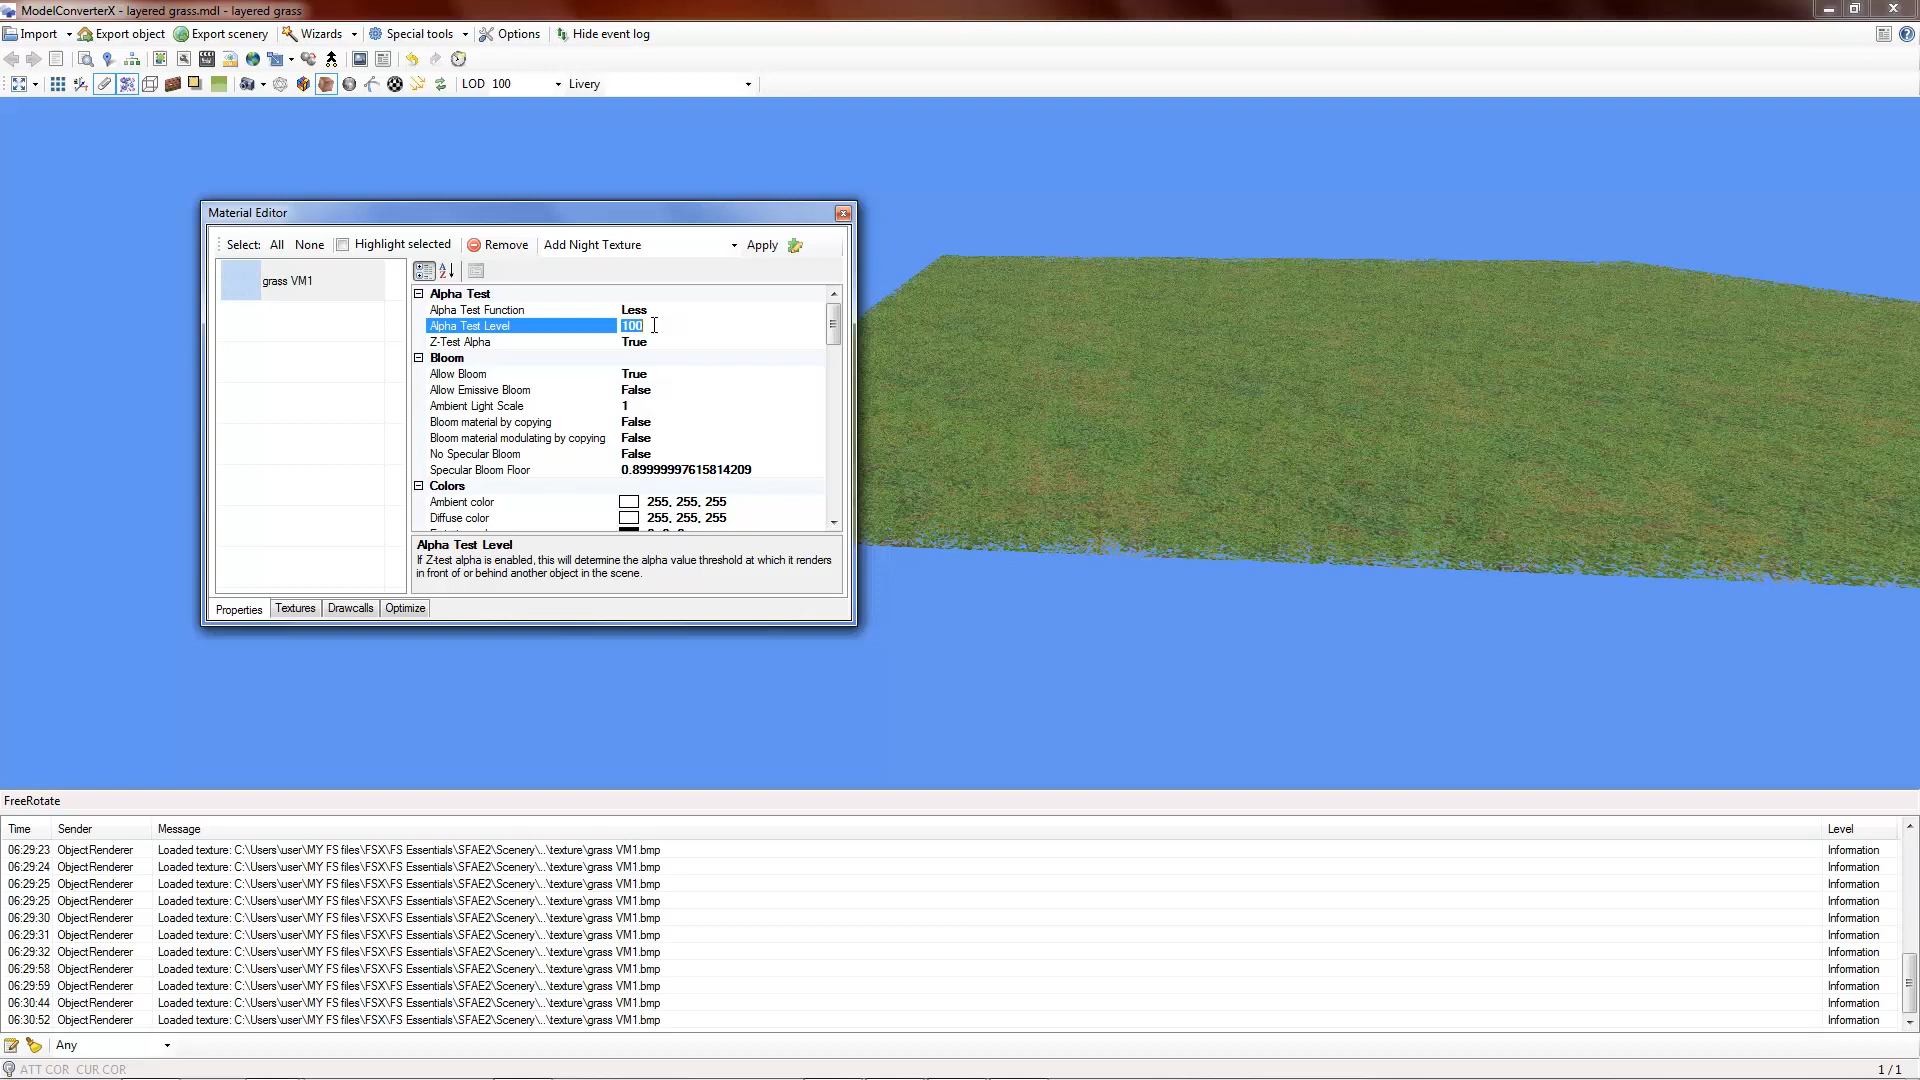 ModelConverterX - layered grass.mdl - layered grass
Import Export object Export scenery Wizards Special tools Options Hide event log
LOD 100 Livery
Material Editor
Select: All None Highlight selected Remove Add Night Texture Apply
grass VM1
Alpha Test
Alpha Test Function Less
Alpha Test Level 100
Z-Test Alpha True
Bloom
Allow Bloom True
Allow Emissive Bloom False
Ambient Light Scale 1
Bloom material by copying False
Bloom material modulating by copying False
No Specular Bloom False
Specular Bloom Floor 0.89999997615814209
Colors
Ambient color 255, 255, 255
Diffuse color 255, 255, 255
Alpha Test Level
If Z-test alpha is enabled, this will determine the alpha value threshold at which it renders
in front of or behind another object in the scene.
Properties Textures Drawcalls Optimize
FreeRotate
Time Sender Message Level
06:29:23 ObjectRenderer Loaded texture: C:\Users\user\MY FS files\FSX\FS Essentials\SFAE2\Scenery\..\texture\grass VM1.bmp Information
06:29:24 ObjectRenderer Loaded texture: C:\Users\user\MY FS files\FSX\FS Essentials\SFAE2\Scenery\..\texture\grass VM1.bmp Information
06:29:25 ObjectRenderer Loaded texture: C:\Users\user\MY FS files\FSX\FS Essentials\SFAE2\Scenery\..\texture\grass VM1.bmp Information
06:29:25 ObjectRenderer Loaded texture: C:\Users\user\MY FS files\FSX\FS Essentials\SFAE2\Scenery\..\texture\grass VM1.bmp Information
06:29:30 ObjectRenderer Loaded texture: C:\Users\user\MY FS files\FSX\FS Essentials\SFAE2\Scenery\..\texture\grass VM1.bmp Information
06:29:31 ObjectRenderer Loaded texture: C:\Users\user\MY FS files\FSX\FS Essentials\SFAE2\Scenery\..\texture\grass VM1.bmp Information
06:29:32 ObjectRenderer Loaded texture: C:\Users\user\MY FS files\FSX\FS Essentials\SFAE2\Scenery\..\texture\grass VM1.bmp Information
06:29:58 ObjectRenderer Loaded texture: C:\Users\user\MY FS files\FSX\FS Essentials\SFAE2\Scenery\..\texture\grass VM1.bmp Information
06:29:59 ObjectRenderer Loaded texture: C:\Users\user\MY FS files\FSX\FS Essentials\SFAE2\Scenery\..\texture\grass VM1.bmp Information
06:30:44 ObjectRenderer Loaded texture: C:\Users\user\MY FS files\FSX\FS Essentials\SFAE2\Scenery\..\texture\grass VM1.bmp Information
06:30:52 ObjectRenderer Loaded texture: C:\Users\user\MY FS files\FSX\FS Essentials\SFAE2\Scenery\..\texture\grass VM1.bmp Information
Any
ATT COR CUR COR 1 / 1